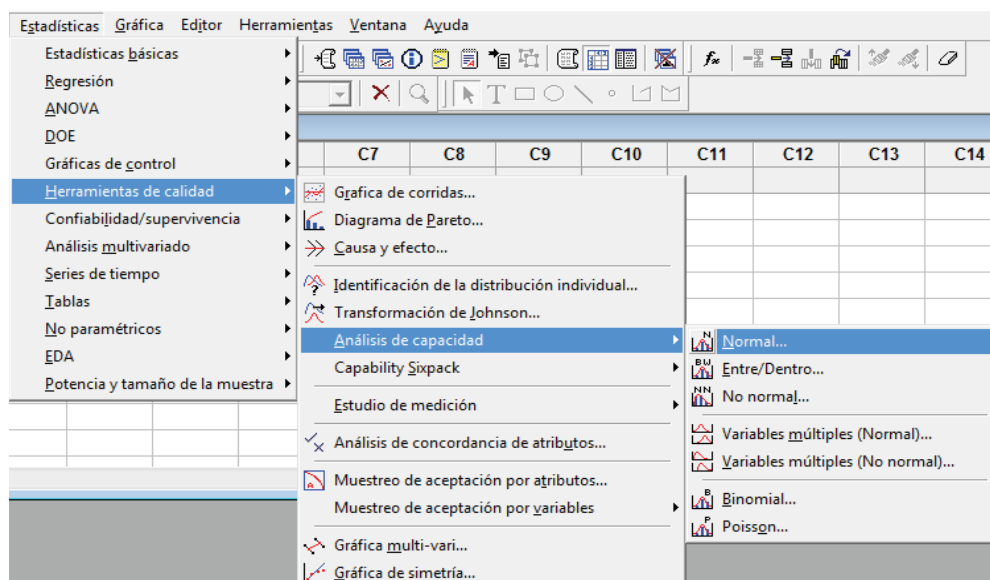 Estadísticas Gráfica Editor Herramientas Ventana Ayuda
Estadísticas básicas
Regresión
ANOVA
DOE
Gráficas de control
Herramientas de calidad
Confiabilidad/supervivencia
Análisis multivariado
Series de tiempo
Tablas
No paramétricos
EDA
Potencia y tamaño de la muestra
C7 C8 C9 C10 C11 C12 C13 C14
Grafica de corridas...
Diagrama de Pareto...
Causa y efecto...
Identificación de la distribución individual...
Transformación de Johnson...
Análisis de capacidad
Capability Sixpack
Estudio de medición
Análisis de concordancia de atributos...
Muestreo de aceptación por atributos...
Muestreo de aceptación por variables
Gráfica multi-vari...
Gráfica de simetría...
Normal...
Entre/Dentro...
No normal...
Variables múltiples (Normal)...
Variables múltiples (No normal)...
Binomial...
Poisson...